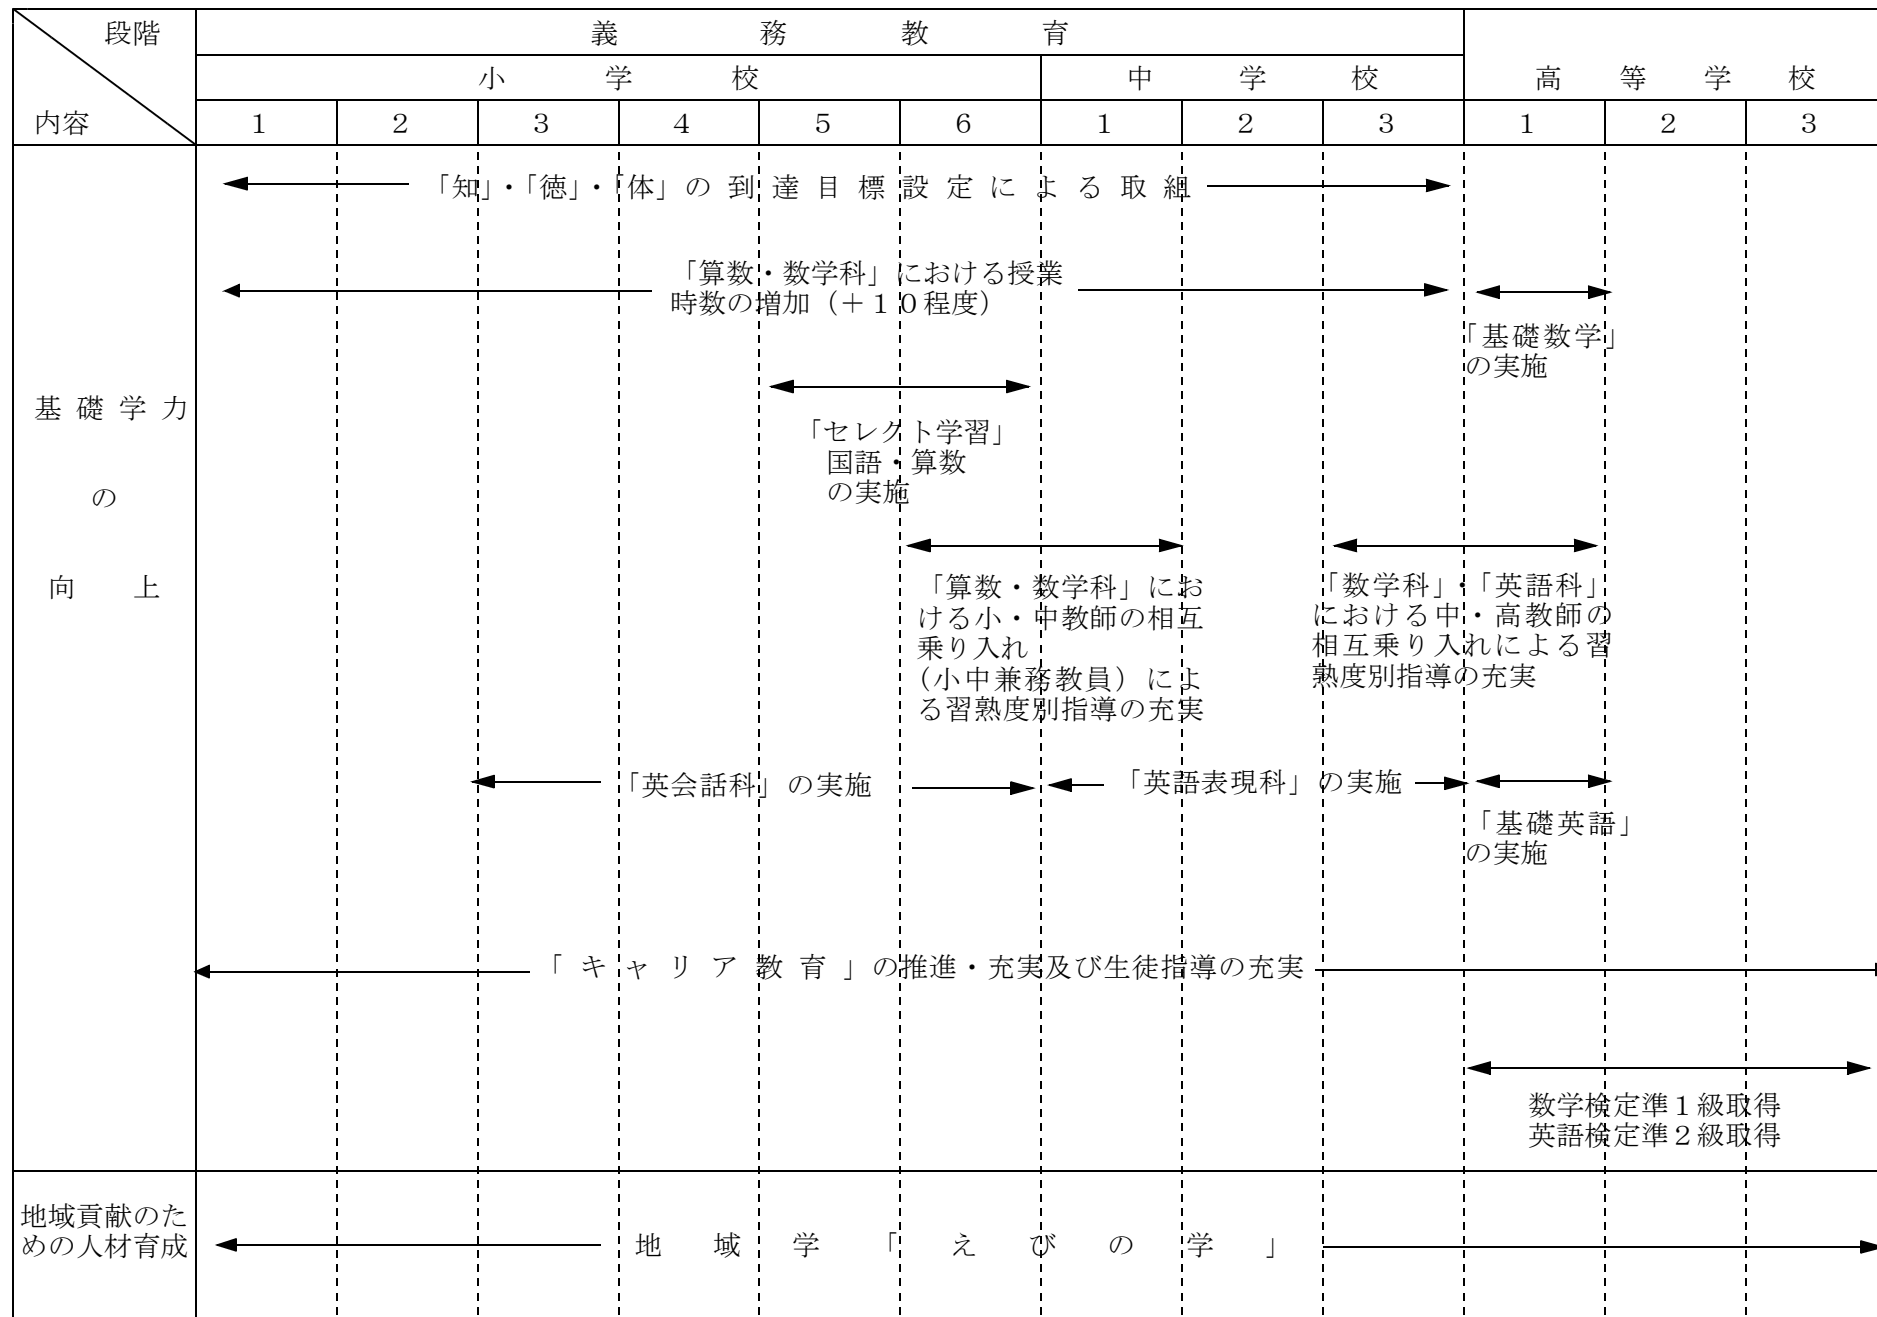 段階
義務教育
小学校
中学校
高等学校
内容
1 2 3 4 5 6 1 2 3 1 2 3
「知」・「徳」・「体」の到達目標設定による取組
「算数・数学科」における授業
時数の増加（＋１０程度）
「基礎数学」
の実施
基礎学力
の
向上
「セレクト学習」
国語・算数
の実施
「算数・数学科」にお
ける小・中教師の相互
乗り入れ
（小中兼務教員）によ
る習熟度別指導の充実
「数学科」・「英語科」
における中・高教師の
相互乗り入れによる習
熟度別指導の充実
「英会話科」の実施
「英語表現科」の実施
「基礎英語」
の実施
「キャリア教育」の推進・充実及び生徒指導の充実
数学検定準１級取得
英語検定準２級取得
地域貢献のた
めの人材育成
地域学「えびの学」